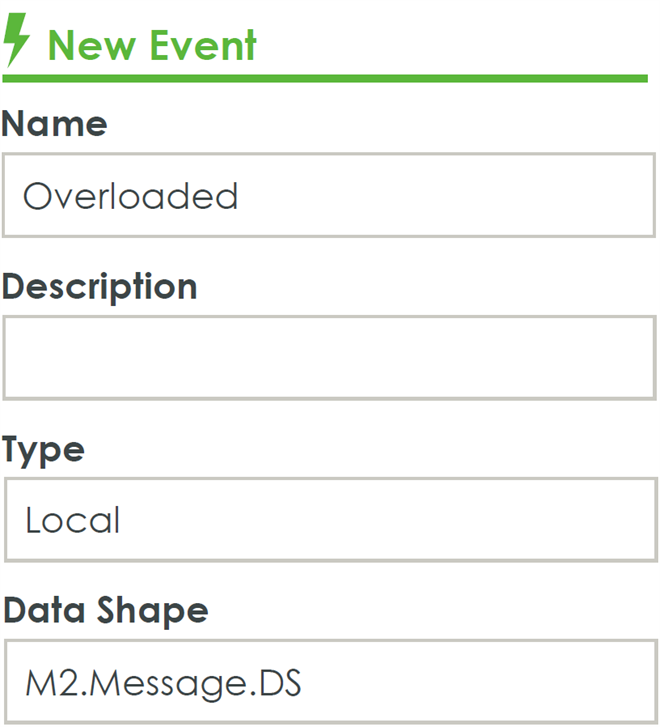 New Event
Name
Overloaded
Description
Type
Local
Data Shape
M2.Message.DS